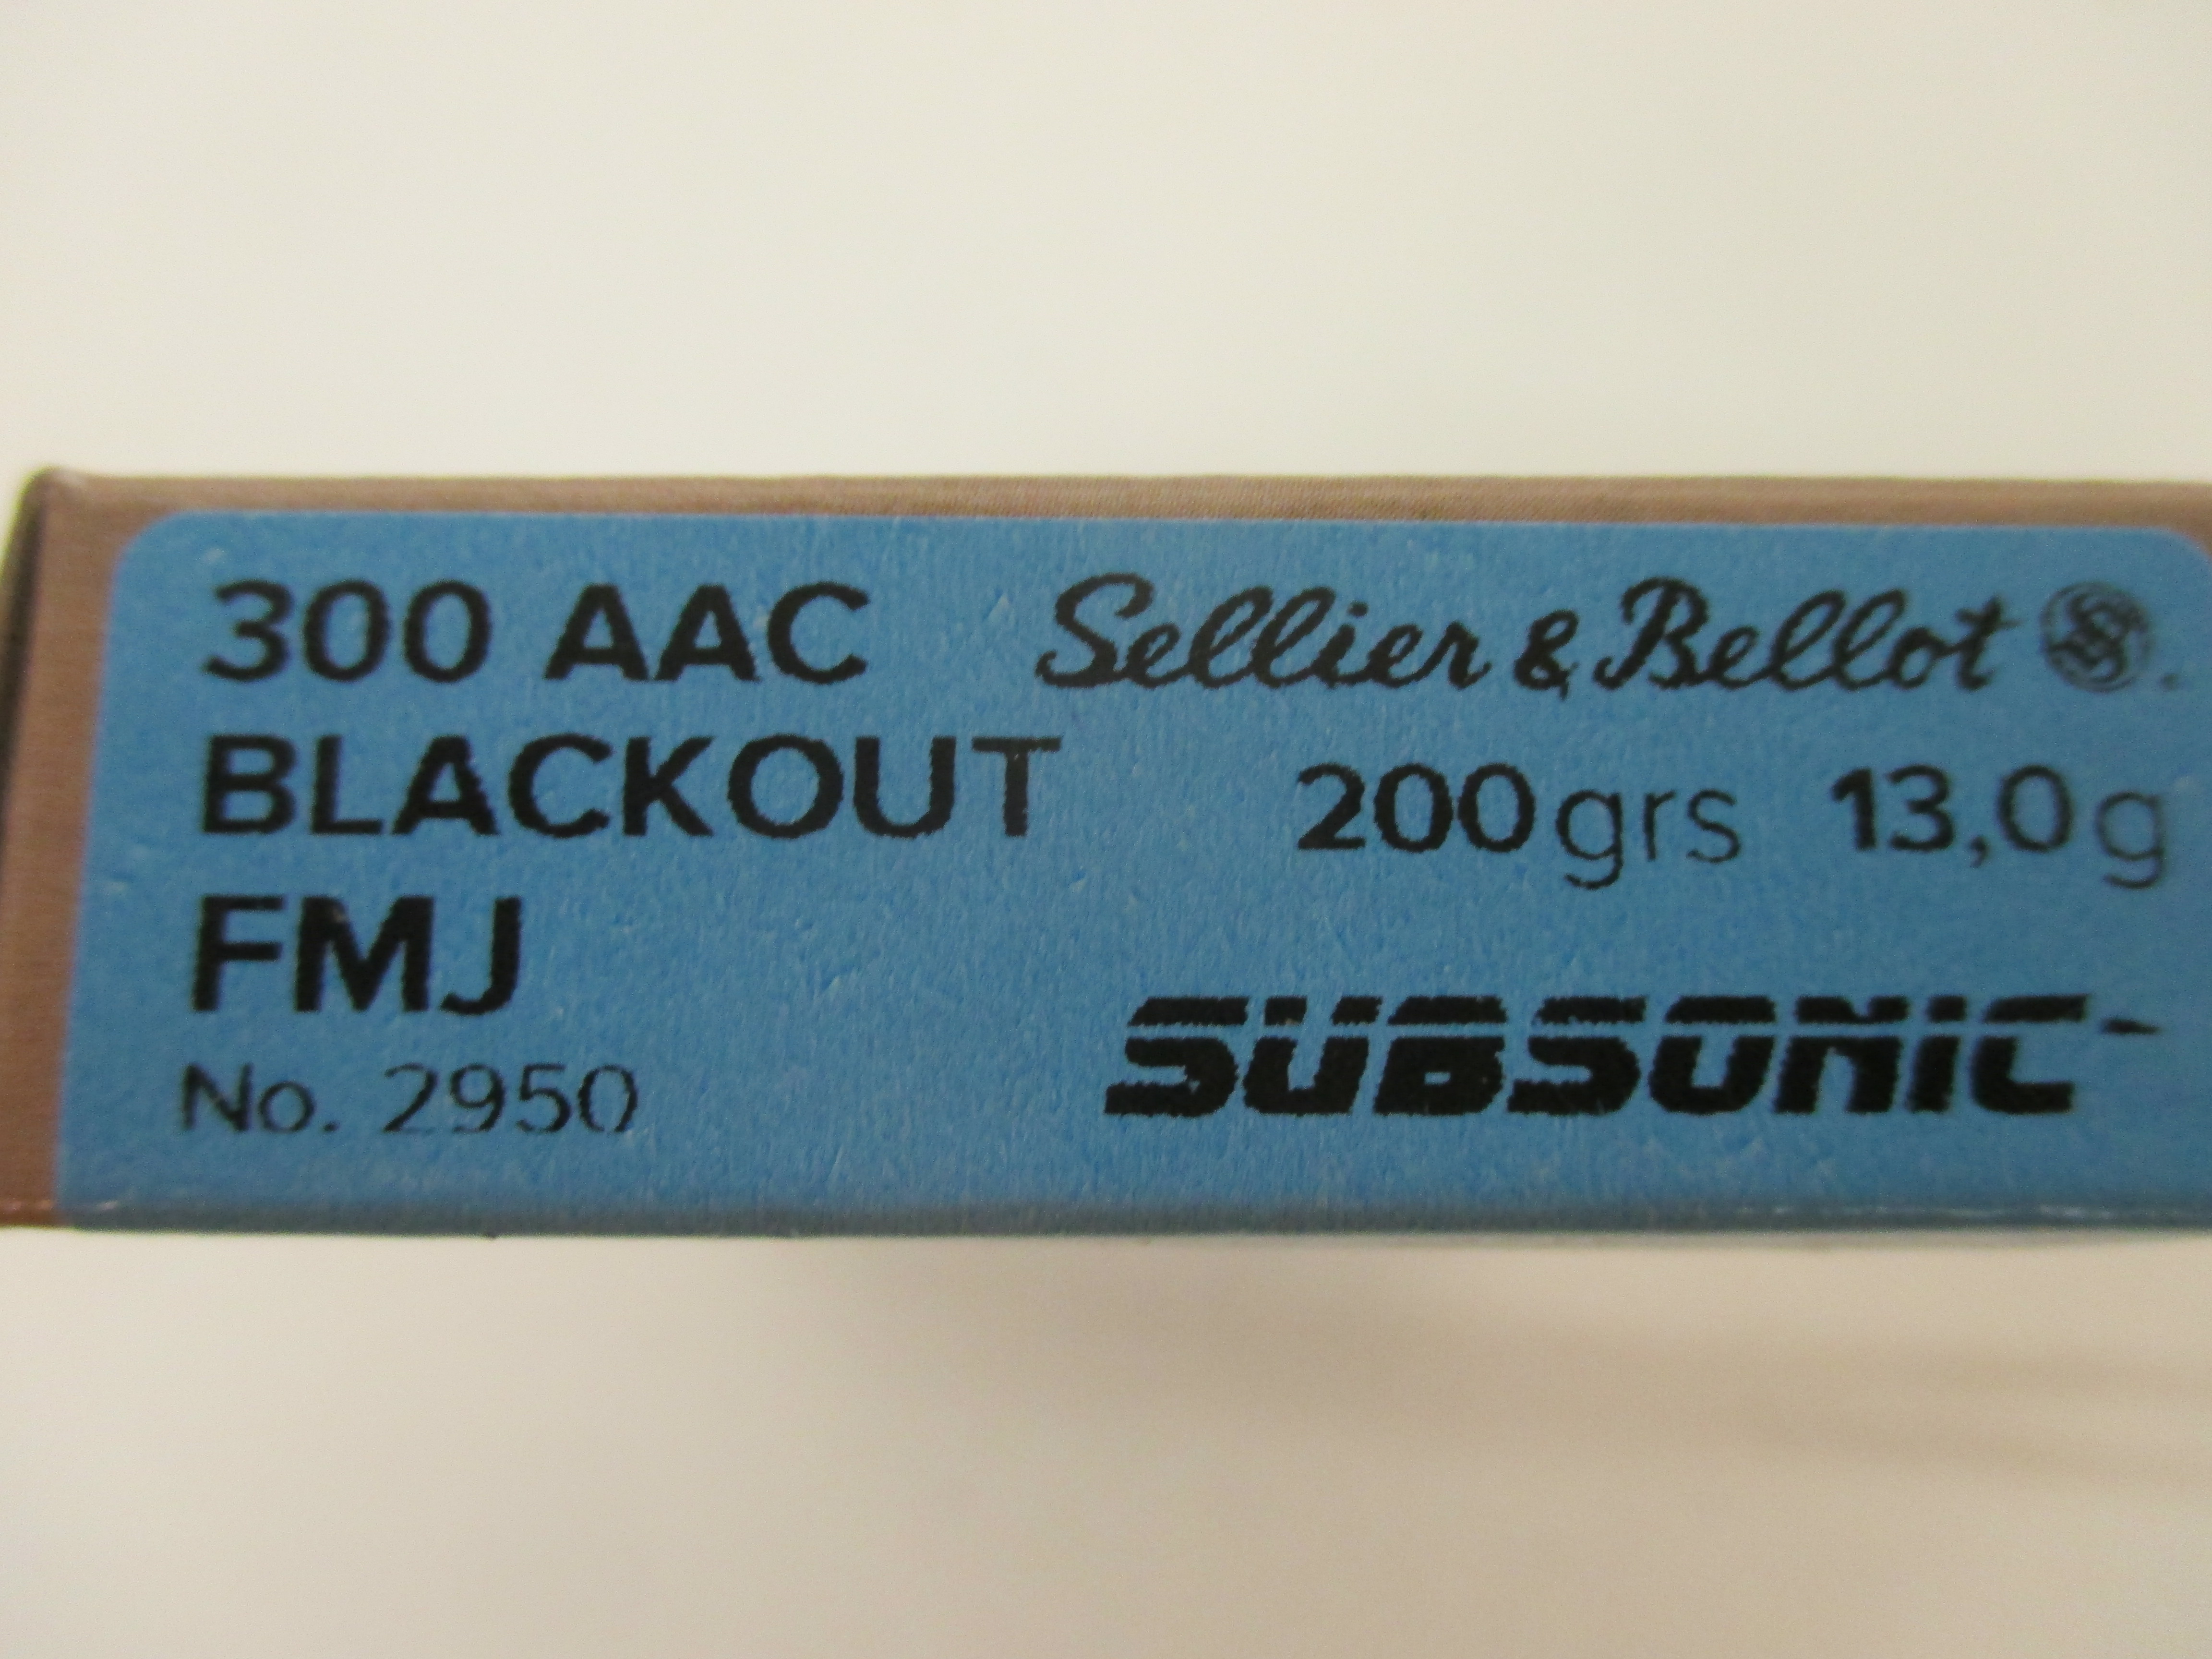 300 AAC
BLACKOUT
FMJ
No. 2950
Sellier & Bellot
200grs 13,0g
SUBSONiC